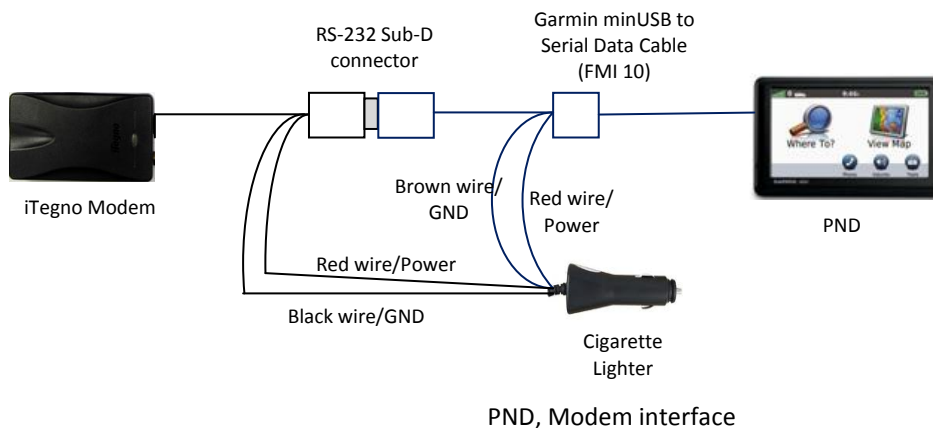 RS-232 Sub-D
connector
Garmin minUSB to
Serial Data Cable
(FMI 10)
iTegno
iTegno Modem
Where To?
View Map
PND
Brown wire/
GND
Red wire/
Power
Red wire/Power
Black wire/GND
Cigarette
Lighter
PND, Modem interface